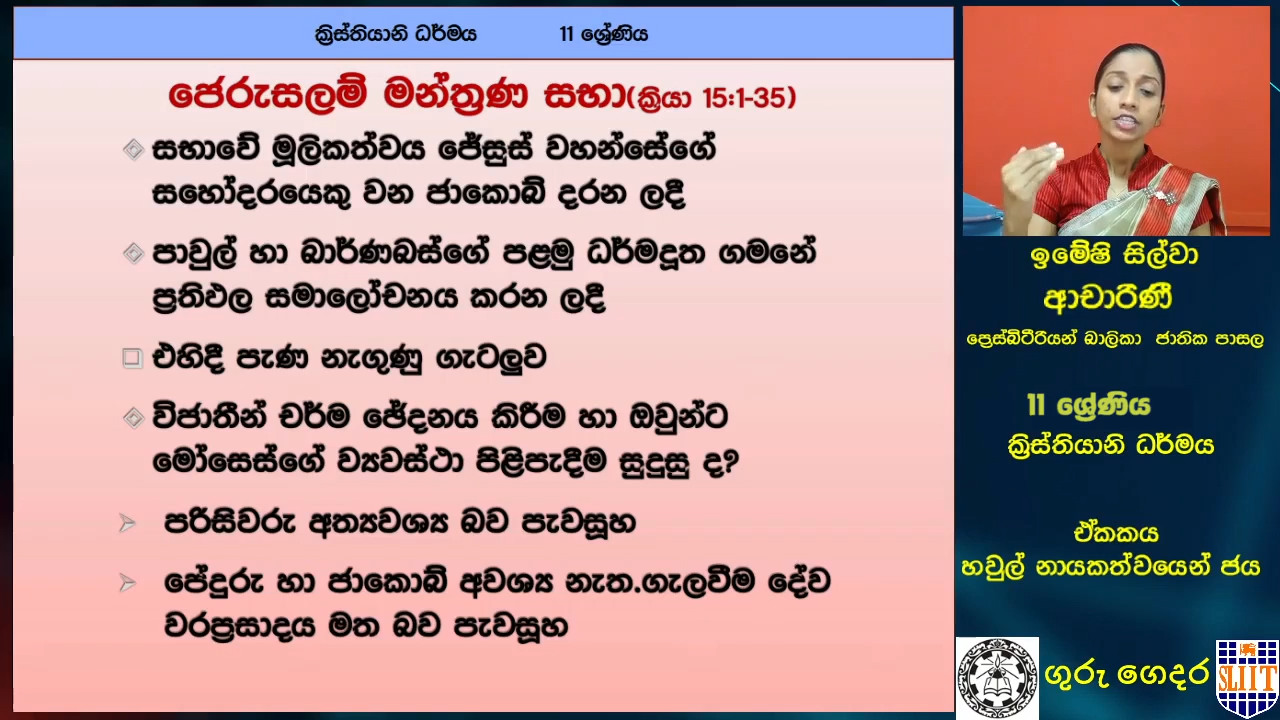 ක්‍රිස්තියානි ධර්මය 11 ශ්‍රේණිය
ජෙරුසලම් මන්ත්‍රණ සභා(ක්‍රියා 15:1-35)
සභාවේ මූලිකත්වය ජේසුස් වහන්සේගේ
සහෝදරයෙකු වන ජාකොබ් දරන ලදී
පාවුල් හා බාර්ණබස්ගේ පළමු ධර්මදූත ගමනේ
ප්‍රතිඵල සමාලෝචනය කරන ලදී
එහිදී පැණ නැගුණු ගැටලුව
විජාතීන් චර්ම ඡේදනය කිරීම හා ඔවුන්ට
මෝසෙස්ගේ ව්‍යවස්ථා පිළිපැදීම සුදුසු ද?
පරිසිවරු අත්‍යවශ්‍ය බව පැවසූහ
පේදුරු හා ජාකොබ් අවශ්‍ය නැත.ගැලවීම දේව
වරප්‍රසාදය මත බව පැවසූහ
ඉමේෂි සිල්වා
ආචාරිණී
ප්‍රෙස්බිටීරියන් බාලිකා ජාතික පාසල
11 ශ්‍රේණිය
ක්‍රිස්තියානි ධර්මය
ඒකකය
හවුල් නායකත්වයෙන් ජය
ගුරු ගෙදර
SLIIT